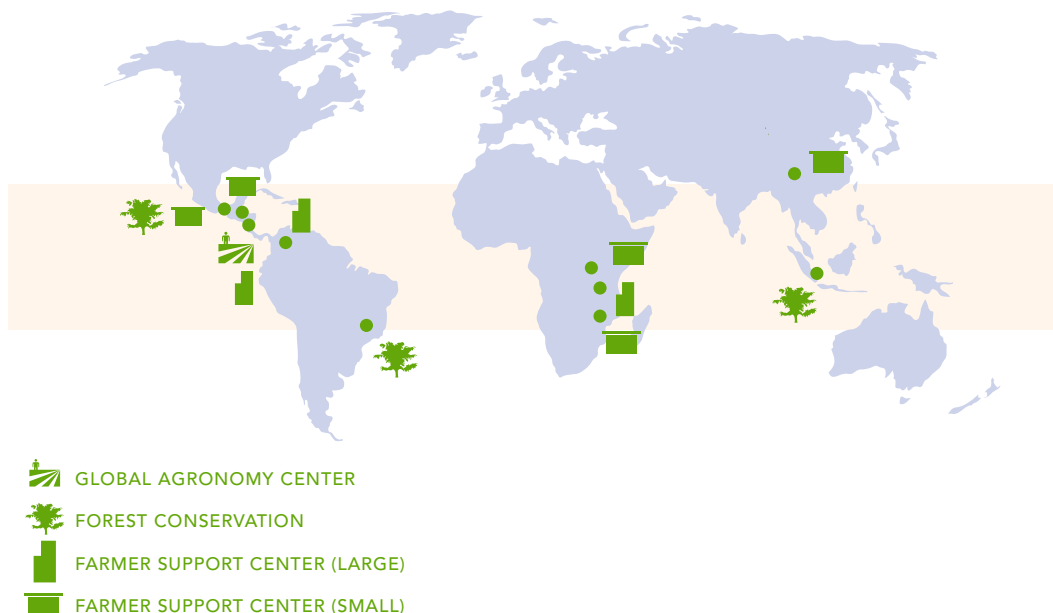 GLOBAL AGRONOMY CENTER
FOREST CONSERVATION
FARMER SUPPORT CENTER (LARGE)
FARMER SUPPORT CENTER (SMALL)